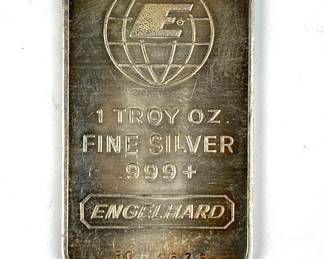 E
1 TROY OZ.
FINE SILVER
.999+
ENGELHARD